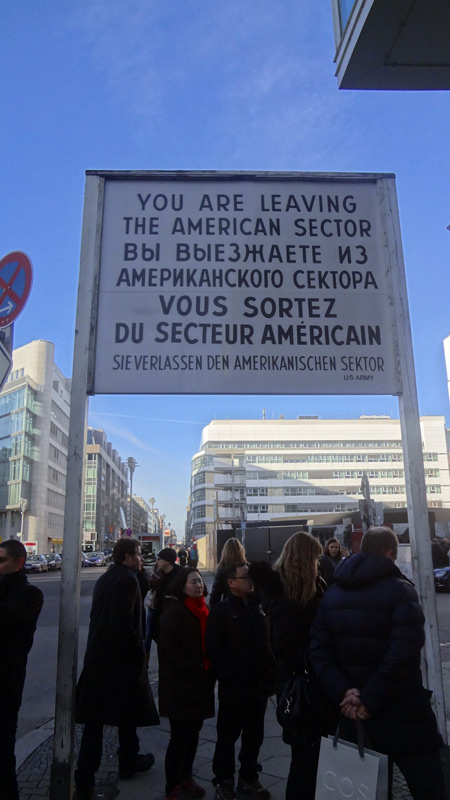 YOU ARE LEAVING
THE AMERICAN SECTOR
ВЫ ВЫЕЗЖАЕТЕ ИЗ
АМЕРИКАНСКОГО СЕКТОРА
VOUS SORTEZ
DU SECTEUR AMÉRICAIN
SIE VERLASSEN DEN AMERIKANISCHEN SEKTOR
US ARMY
COS